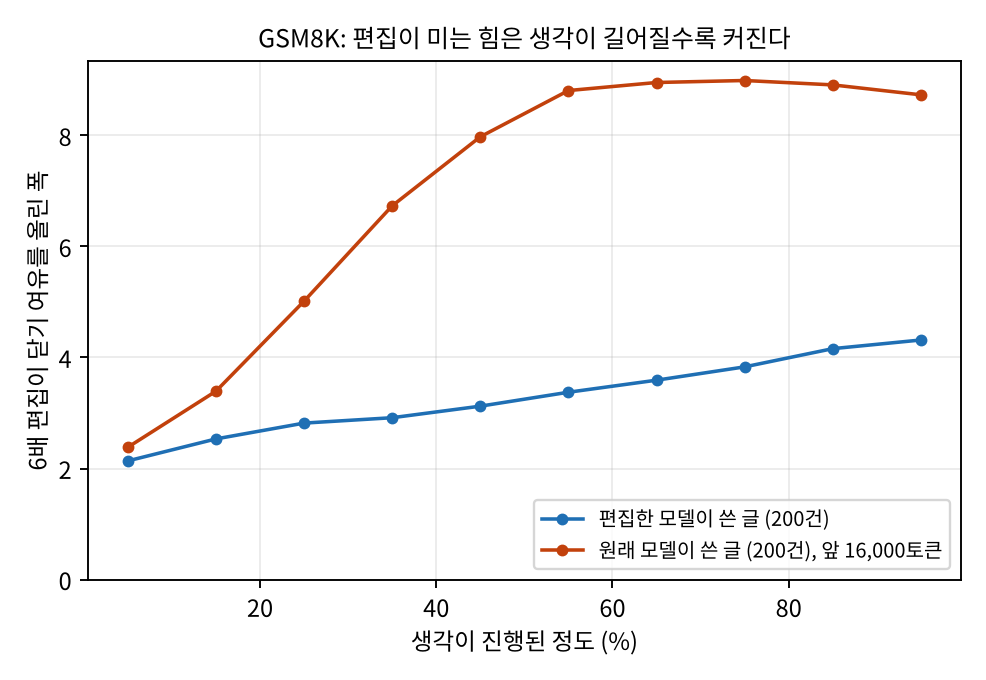 GSM8K: 편집이 미는 힘은 생각이 길어질수록 커진다
6배 편집이 닫기 여유를 올린 폭
8
6
4
2
0
20 40 60 80
생각이 진행된 정도 (%)
편집한 모델이 쓴 글 (200건)
원래 모델이 쓴 글 (200건), 앞 16,000토큰